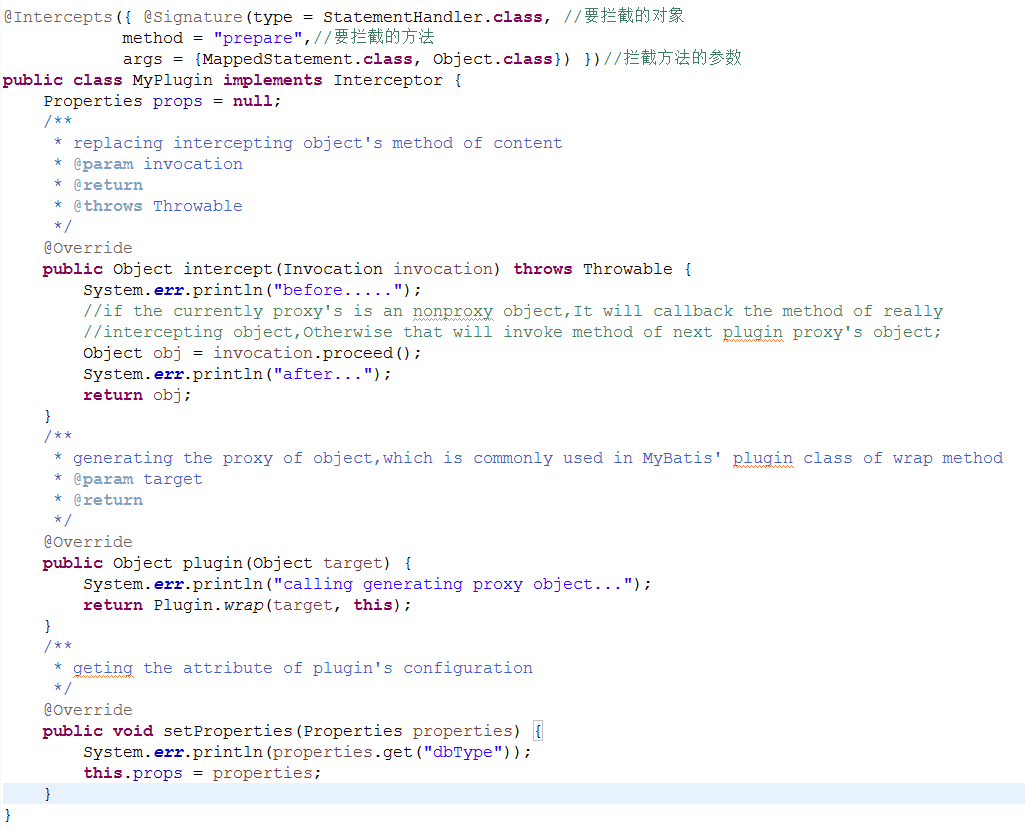 @Intercepts({ @Signature(type = StatementHandler.class, //要拦截的对象
method = "prepare",//要拦截的方法
args = {MappedStatement.class, Object.class}) })//拦截方法的参数
public class MyPlugin implements Interceptor {
Properties props = null;
/**
* replacing intercepting object's method of content
* @param invocation
* @return
* @throws Throwable
*/
@Override
public Object intercept(Invocation invocation) throws Throwable {
System.err.println("before.....");
//if the currently proxy's is an nonproxy object,It will callback the method of really
//intercepting object,Otherwise that will invoke method of next plugin proxy's object;
Object obj = invocation.proceed();
System.err.println("after...");
return obj;
}
/**
* generating the proxy of object,which is commonly used in MyBatis' plugin class of wrap method
* @param target
* @return
*/
@Override
public Object plugin(Object target) {
System.err.println("calling generating proxy object...");
return Plugin.wrap(target, this);
}
/**
* geting the attribute of plugin's configuration
*/
@Override
public void setProperties(Properties properties) {
System.err.println(properties.get("dbType"));
this.props = properties;
}
}